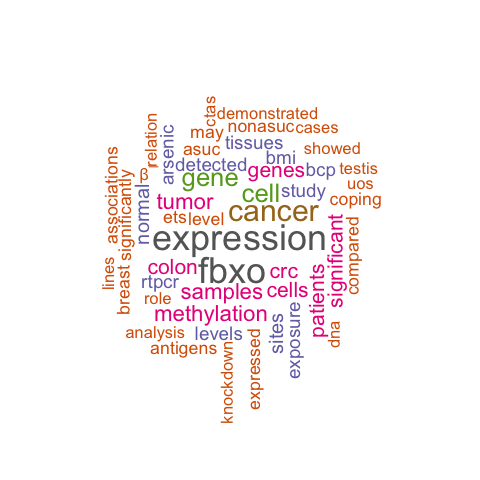 ctas
demonstrated
relation
arsenic
may
nonasuc
cases
asuc
tissues
showed
associations
β
detected
genes
bmi
bcp
testis
gene
cell
study
uos
significantly
normal
tumor
cancer
coping
ets
level
expression
significant
compared
lines
breast
colon
fbxo
crc
rtpcr
samples
cells
patients
role
methylation
sites
exposure
dna
analysis
levels
antigens
knockdown
expressed